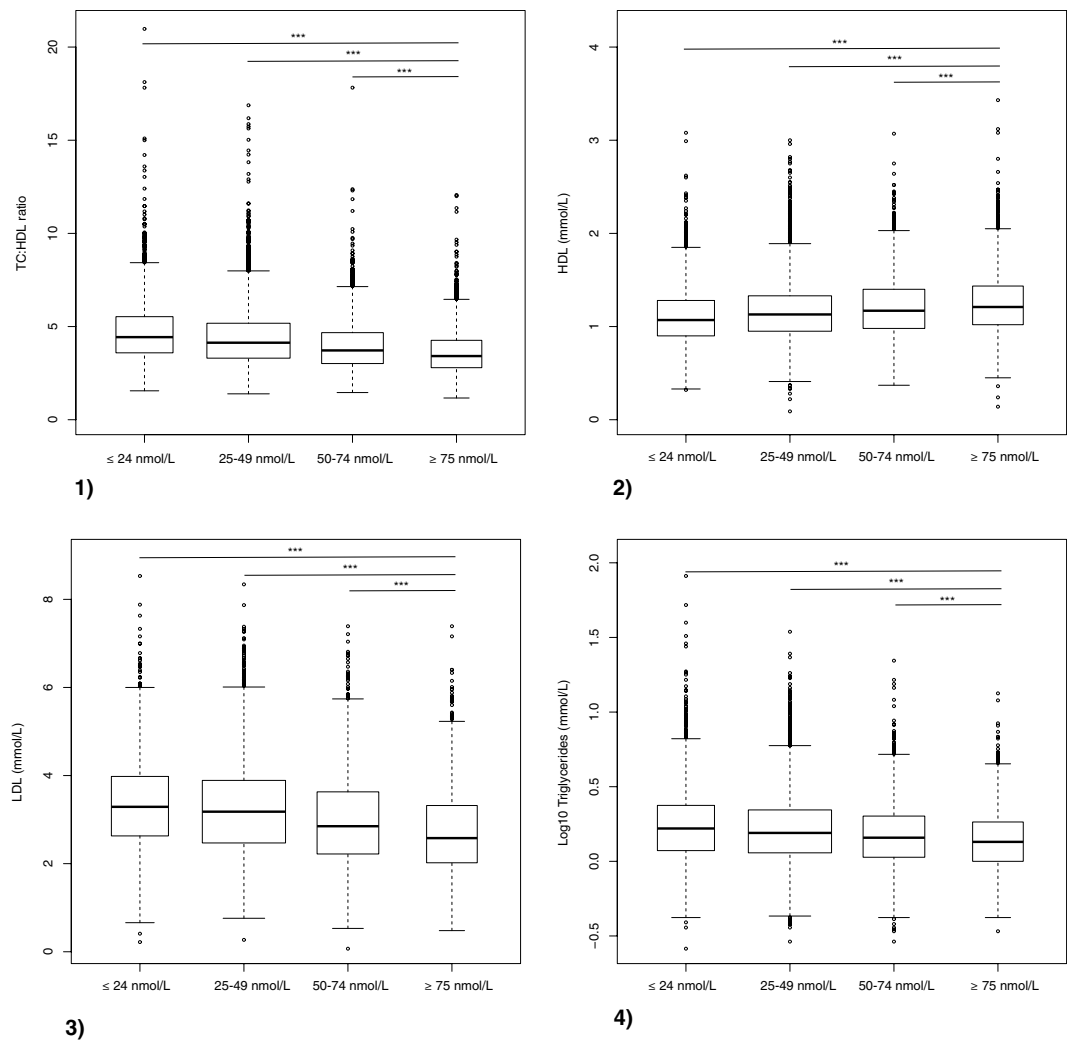 20
15
10
5
0
TC:HDL ratio
***
***
***
≤ 24 nmol/L
25-49 nmol/L
50-74 nmol/L
≥ 75 nmol/L
1)
4
3
2
1
0
HDL (mmol/L)
***
***
***
≤ 24 nmol/L
25-49 nmol/L
50-74 nmol/L
≥ 75 nmol/L
2)
8
6
4
2
0
LDL (mmol/L)
***
***
***
≤ 24 nmol/L
25-49 nmol/L
50-74 nmol/L
≥ 75 nmol/L
3)
2.0
1.5
1.0
0.5
0.0
−0.5
Log10 Triglycerides (mmol/L)
***
***
***
≤ 24 nmol/L
25-49 nmol/L
50-74 nmol/L
≥ 75 nmol/L
4)